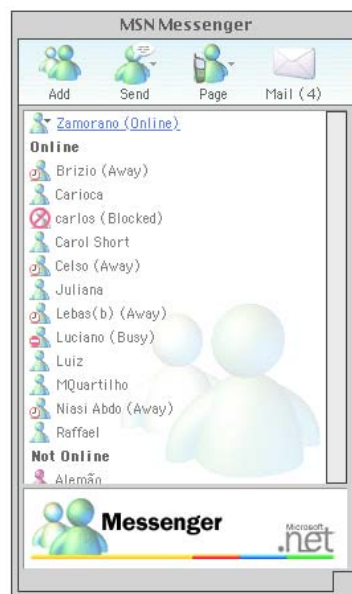 MSN Messenger
Add Send Page Mail (4)
Zamorano (Online)
Online
Brizio (Away)
Carioca
carlos (Blocked)
Carol Short
Celso (Away)
Juliana
Lebas(b) (Away)
Luciano (Busy)
Luiz
MQuartilho
Niasi Abdo (Away)
Raffael
Not Online
Alemão
Messenger
Microsoft
.net